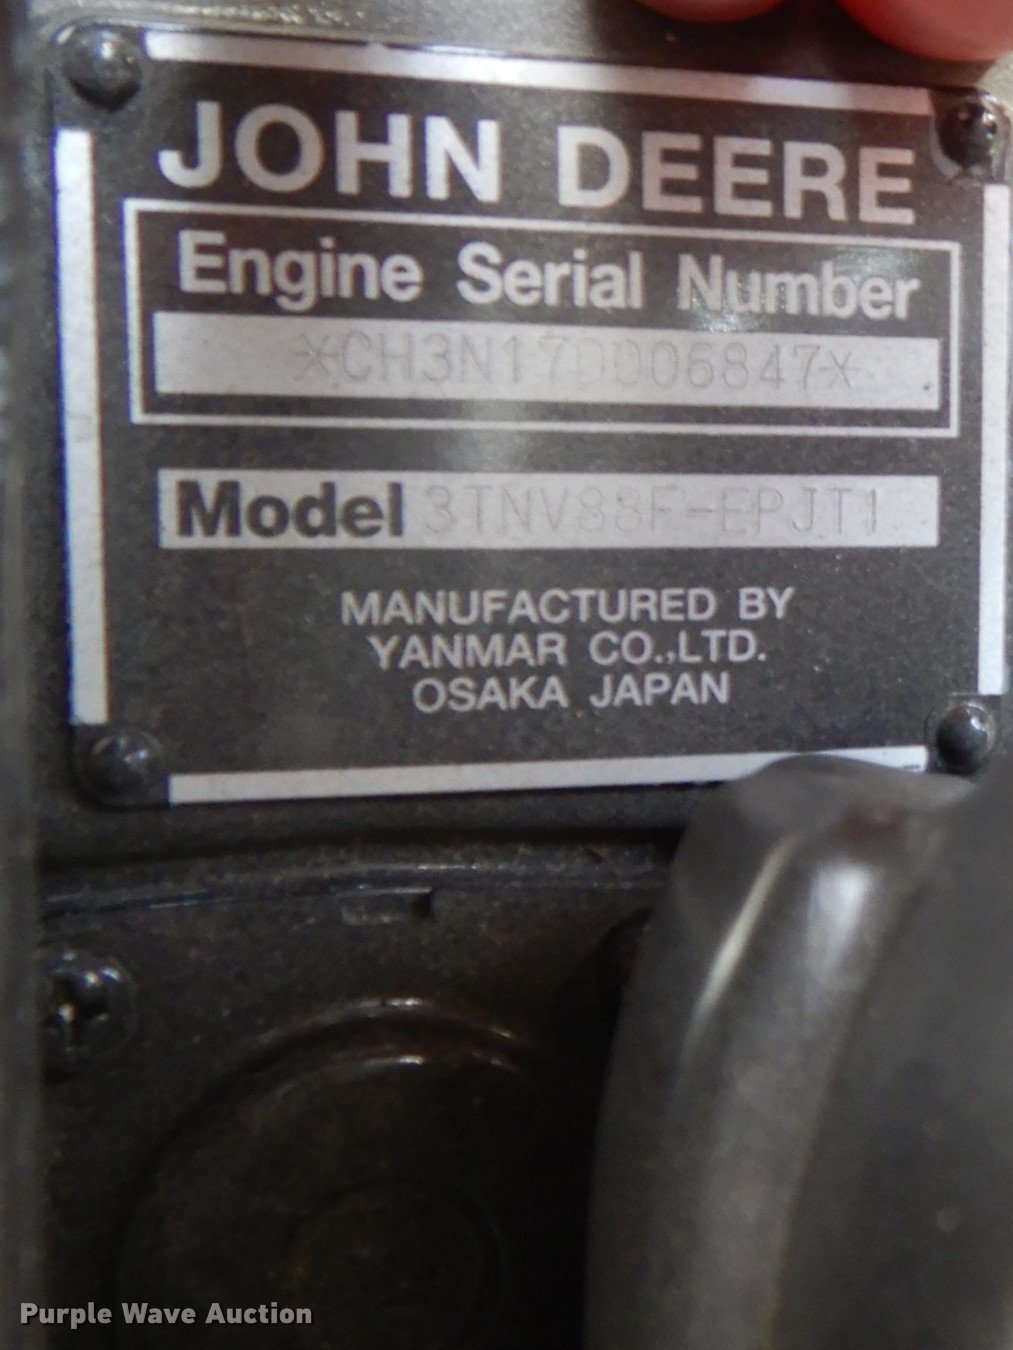 JOHN DEERE
Engine Serial Number
*CH3N17D006847*
Model 3TNV88F-EPJT1
MANUFACTURED BY
YANMAR CO.,LTD.
OSAKA JAPAN
Purple Wave Auction